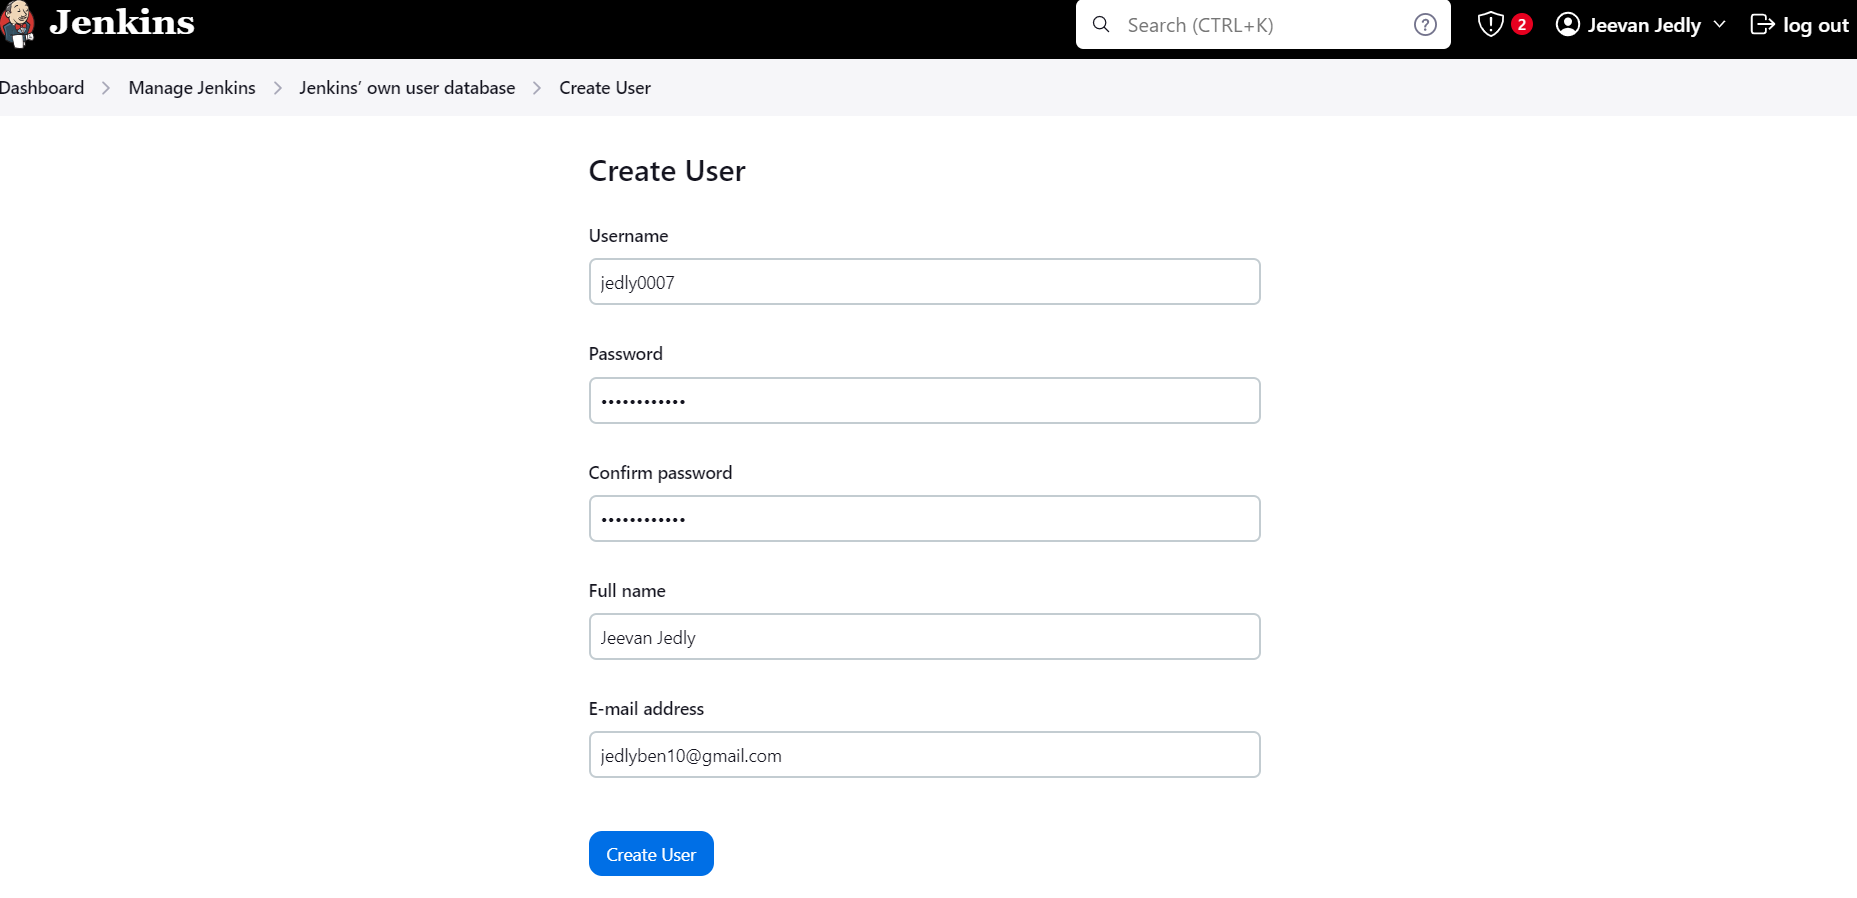 Jenkins
Search (CTRL+K)
2
Jeevan Jedly
log out
Dashboard
Manage Jenkins
Jenkins’ own user database
Create User
Create User
Username
jedly0007
Password
••••••••••••
Confirm password
••••••••••••
Full name
Jeevan Jedly
E-mail address
jedlyben10@gmail.com
Create User